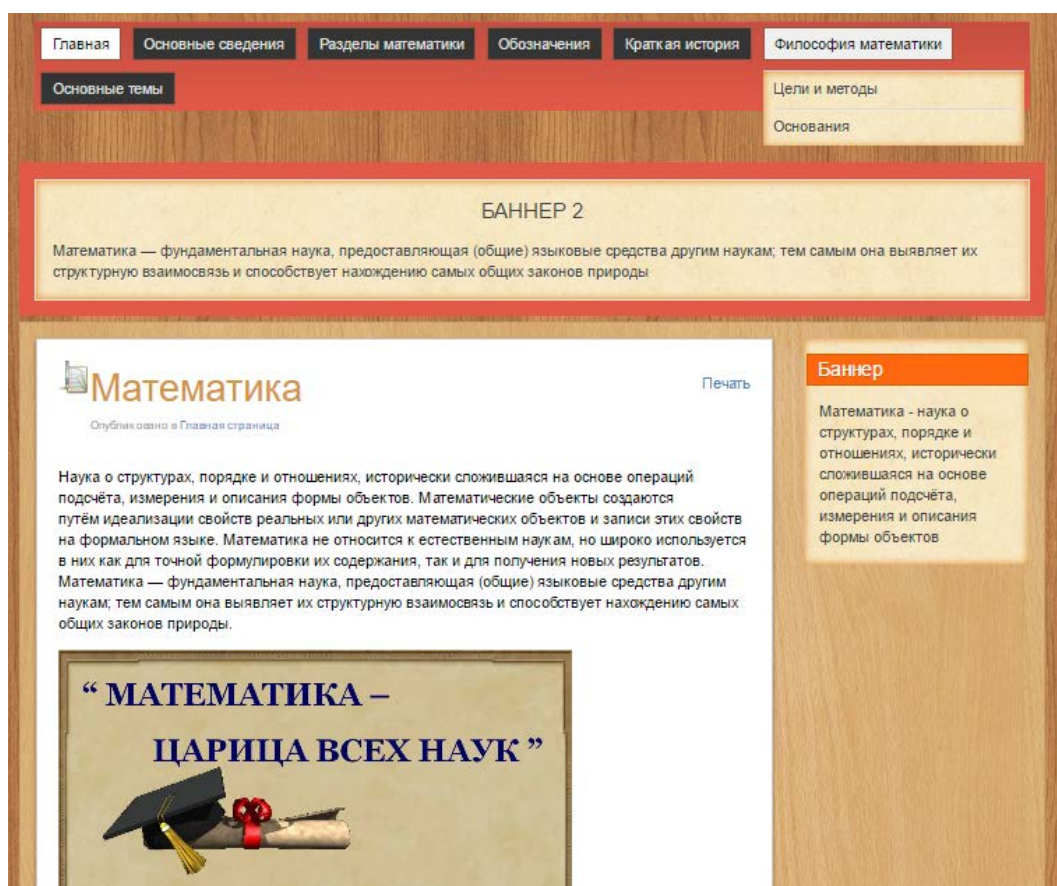 Главная Основные сведения Разделы математики Обозначения Краткая история Философия математики
Основные темы
Цели и методы
Основания
БАННЕР 2
Математика — фундаментальная наука, предоставляющая (общие) языковые средства другим наукам; тем самым она выявляет их
структурную взаимосвязь и способствует нахождению самых общих законов природы
Математика
Печать
Опубликовано в Главная страница
Наука о структурах, порядке и отношениях, исторически сложившаяся на основе операций
подсчёта, измерения и описания формы объектов. Математические объекты создаются
путём идеализации свойств реальных или других математических объектов и записи этих свойств
на формальном языке. Математика не относится к естественным наукам, но широко используется
в них как для точной формулировки их содержания, так и для получения новых результатов.
Математика — фундаментальная наука, предоставляющая (общие) языковые средства другим
наукам; тем самым она выявляет их структурную взаимосвязь и способствует нахождению самых
общих законов природы.
“ МАТЕМАТИКА –
ЦАРИЦА ВСЕХ НАУК ”
Баннер
Математика - наука о
структурах, порядке и
отношениях, исторически
сложившаяся на основе
операций подсчёта,
измерения и описания
формы объектов